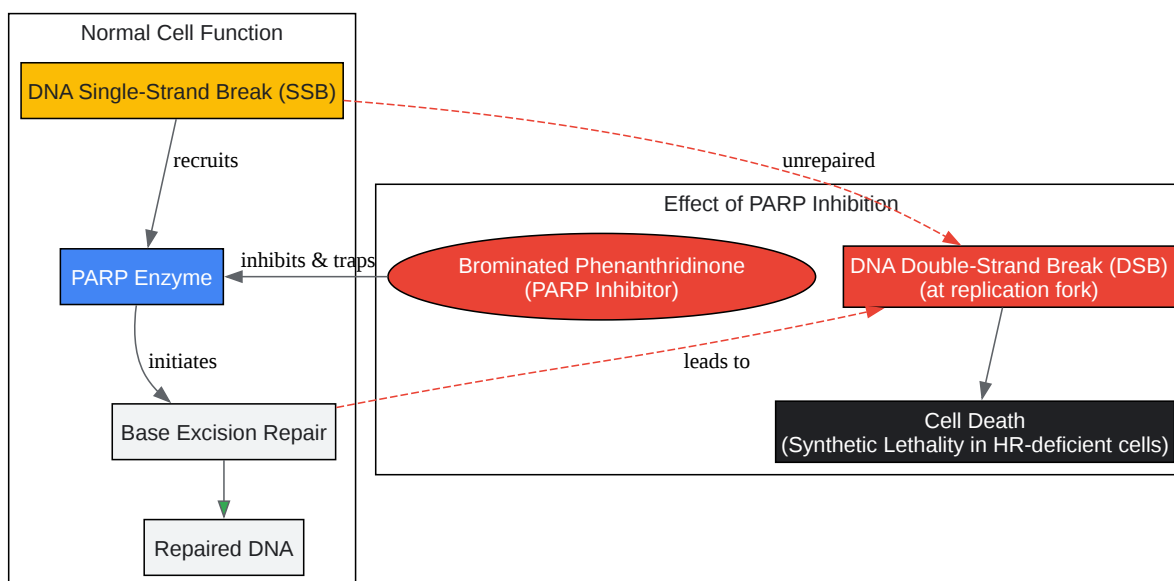 Normal Cell Function
DNA Single-Strand Break (SSB)
recruits
unrepaired
Effect of PARP Inhibition
PARP Enzyme
inhibits & traps
Brominated Phenanthridinone
(PARP Inhibitor)
DNA Double-Strand Break (DSB)
(at replication fork)
initiates
leads to
Base Excision Repair
Cell Death
(Synthetic Lethality in HR-deficient cells)
Repaired DNA